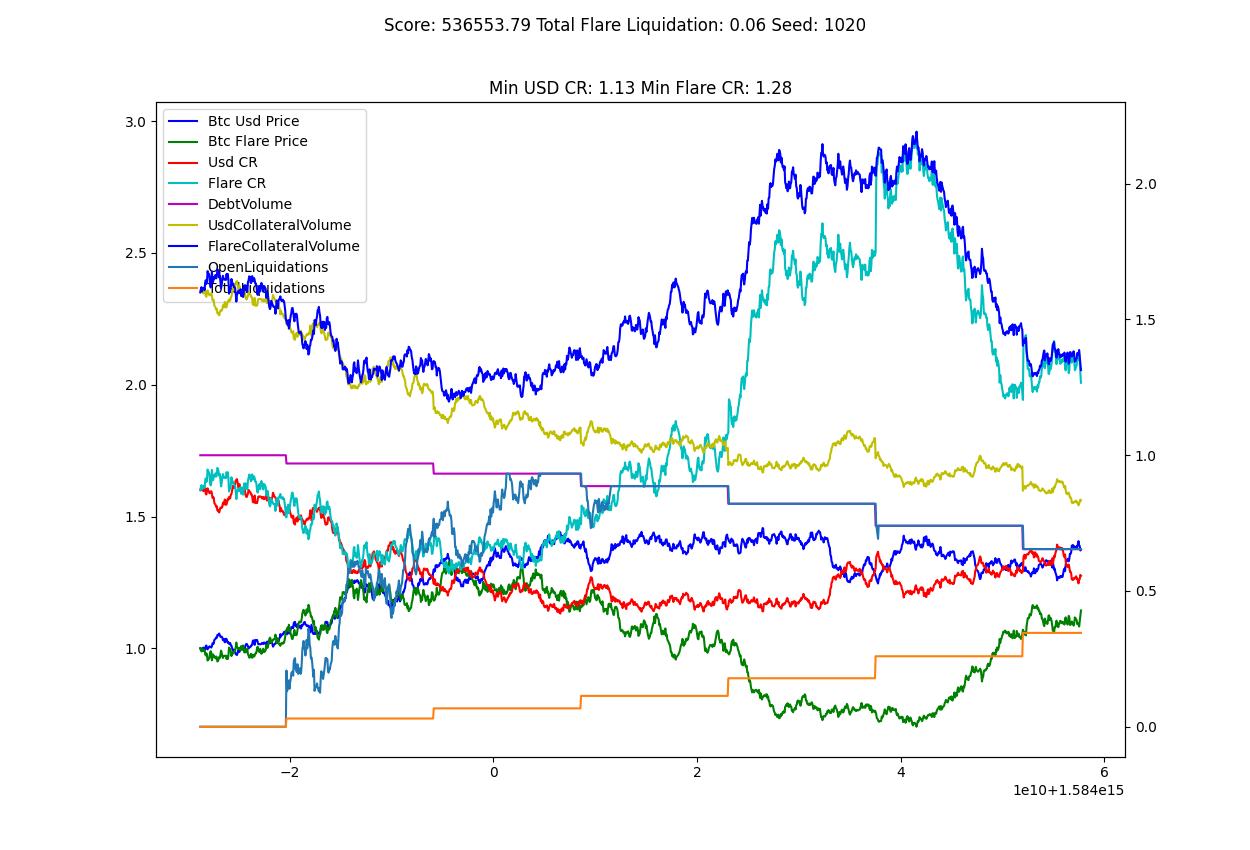 Score: 536553.79 Total Flare Liquidation: 0.06 Seed: 1020
Min USD CR: 1.13 Min Flare CR: 1.28
Btc Usd Price
Btc Flare Price
Usd CR
Flare CR
DebtVolume
UsdCollateralVolume
FlareCollateralVolume
OpenLiquidations
TotalLiquidations
3.0
2.5
2.0
1.5
1.0
2.0
1.5
1.0
0.5
0.0
−2
0
2
4
6
1e10+1.584e15